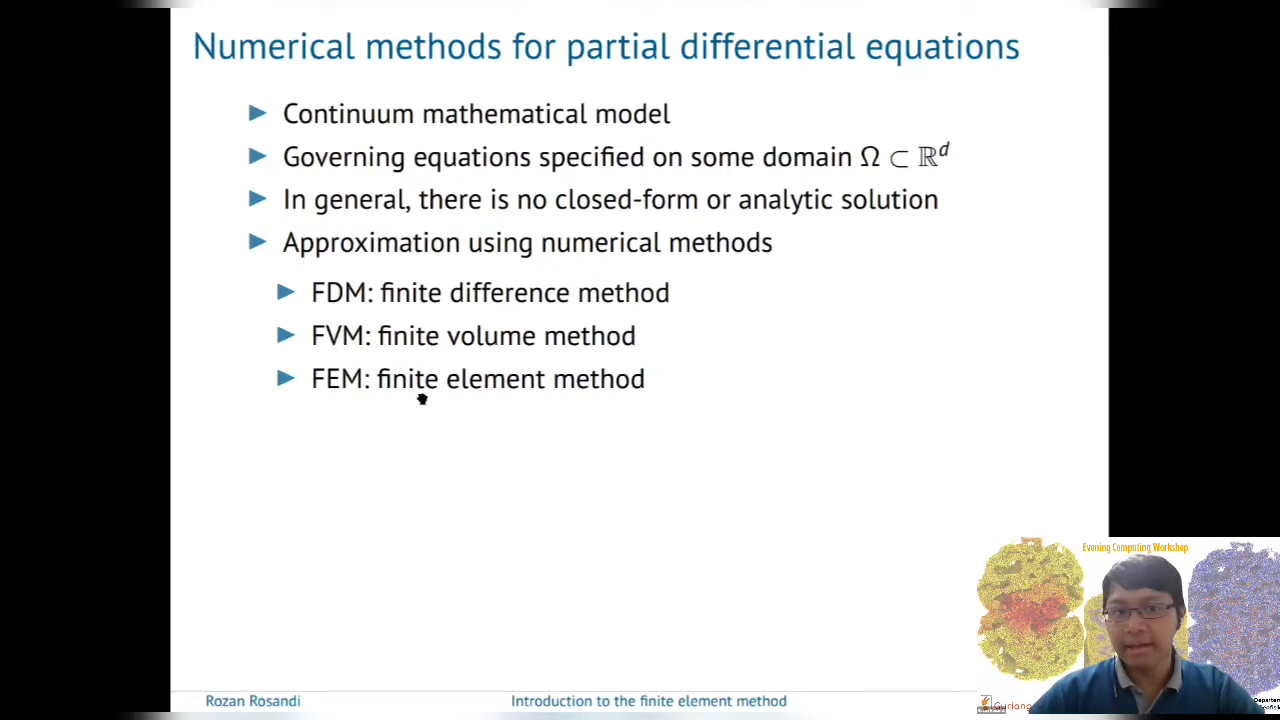 Numerical methods for partial differential equations
Continuum mathematical model
Governing equations specified on some domain Ω ⊂ ℝᵈ
In general, there is no closed-form or analytic solution
Approximation using numerical methods
FDM: finite difference method
FVM: finite volume method
FEM: finite element method
Evening Computing Workshop
Rozan Rosandi
Introduction to the finite element method